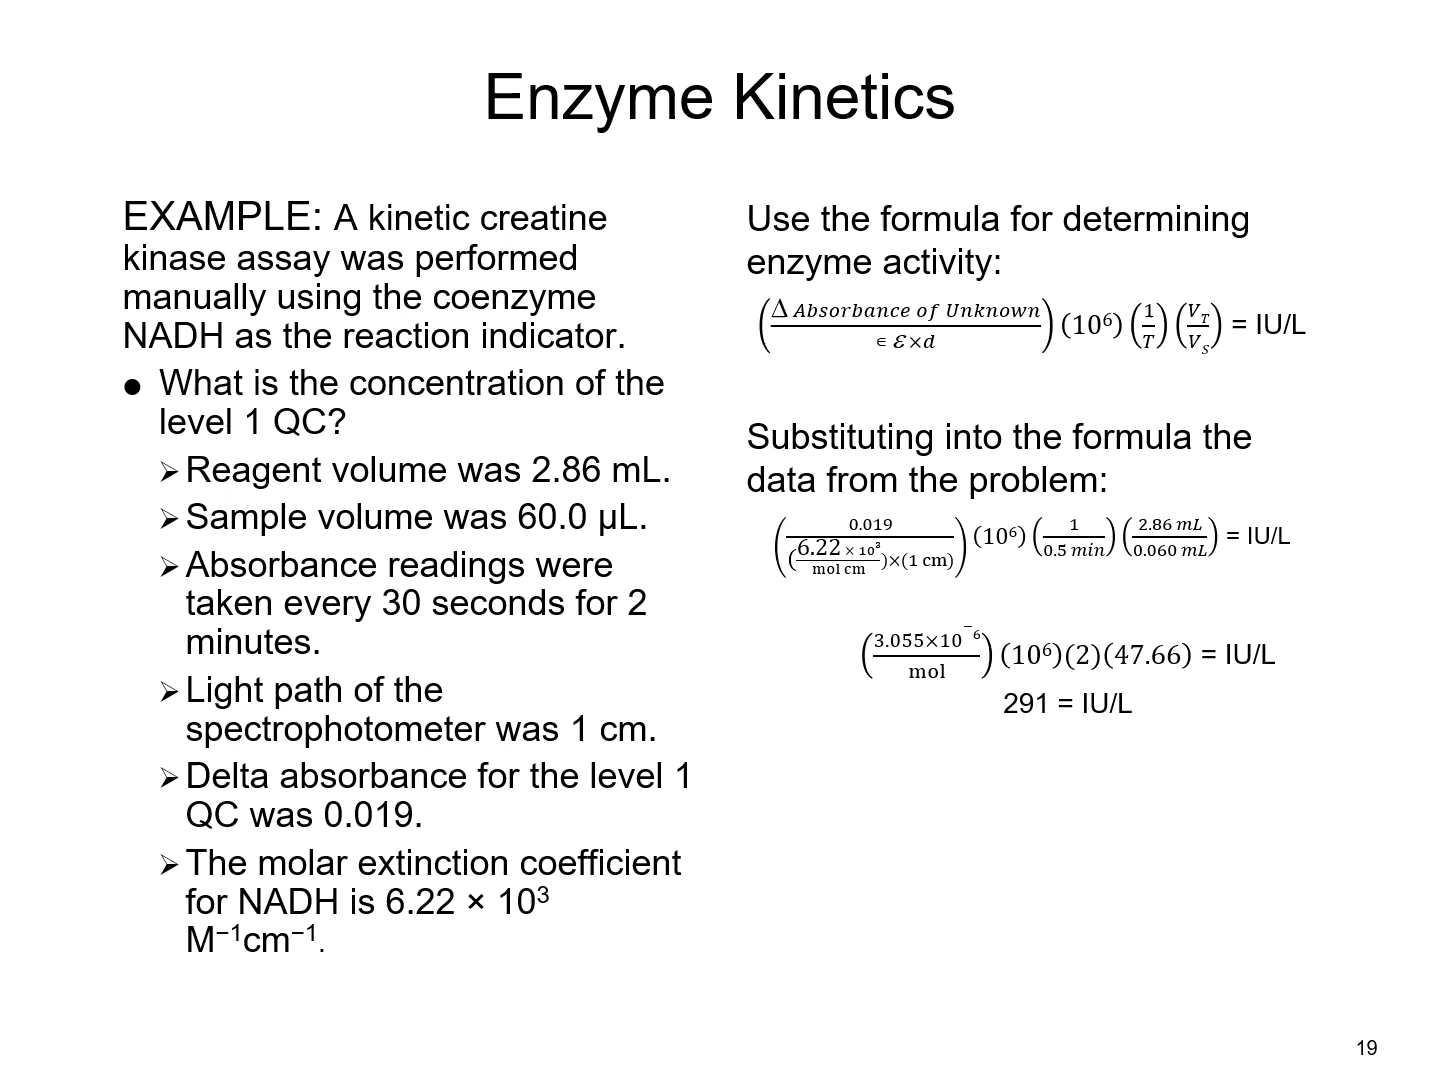 Enzyme Kinetics
EXAMPLE: A kinetic creatine
kinase assay was performed
manually using the coenzyme
NADH as the reaction indicator.
● What is the concentration of the
level 1 QC?
➢ Reagent volume was 2.86 mL.
➢ Sample volume was 60.0 µL.
➢ Absorbance readings were
taken every 30 seconds for 2
minutes.
➢ Light path of the
spectrophotometer was 1 cm.
➢ Delta absorbance for the level 1
QC was 0.019.
➢ The molar extinction coefficient
for NADH is 6.22 × 10³
M⁻¹cm⁻¹.
Use the formula for determining
enzyme activity:
(Δ Absorbance of Unknown / ∈ ℰ × d) (10⁶) (1/T) (V_T/V_S) = IU/L
Substituting into the formula the
data from the problem:
(0.019 / (6.22 × 10³ / mol cm)×(1 cm)) (10⁶) (1 / 0.5 min) (2.86 mL / 0.060 mL) = IU/L
(3.055×10⁻⁶ / mol) (10⁶)(2)(47.66) = IU/L
291 = IU/L
19